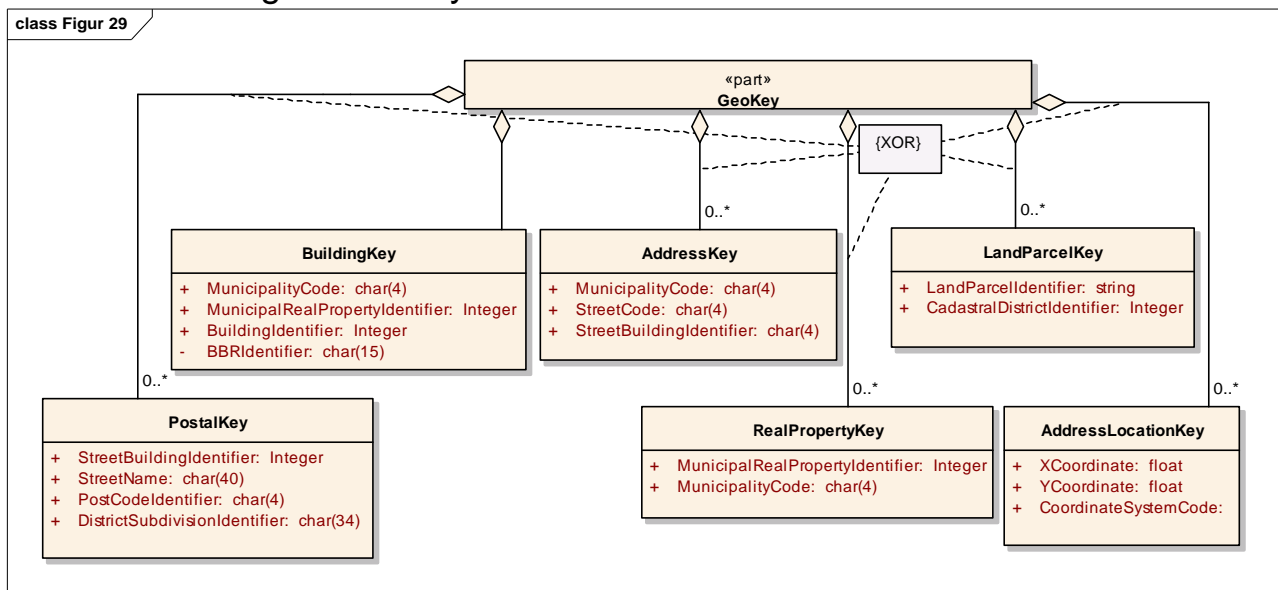 class Figur 29
«part»
GeoKey
{XOR}
0..*
0..*
BuildingKey
+ MunicipalityCode: char(4)
+ MunicipalRealPropertyIdentifier: Integer
+ BuildingIdentifier: Integer
- BBRIdentifier: char(15)
AddressKey
+ MunicipalityCode: char(4)
+ StreetCode: char(4)
+ StreetBuildingIdentifier: char(4)
LandParcelKey
+ LandParcelIdentifier: string
+ CadastralDistrictIdentifier: Integer
0..*
0..*
0..*
PostalKey
+ StreetBuildingIdentifier: Integer
+ StreetName: char(40)
+ PostCodeIdentifier: char(4)
+ DistrictSubdivisionIdentifier: char(34)
RealPropertyKey
+ MunicipalRealPropertyIdentifier: Integer
+ MunicipalityCode: char(4)
AddressLocationKey
+ XCoordinate: float
+ YCoordinate: float
+ CoordinateSystemCode: